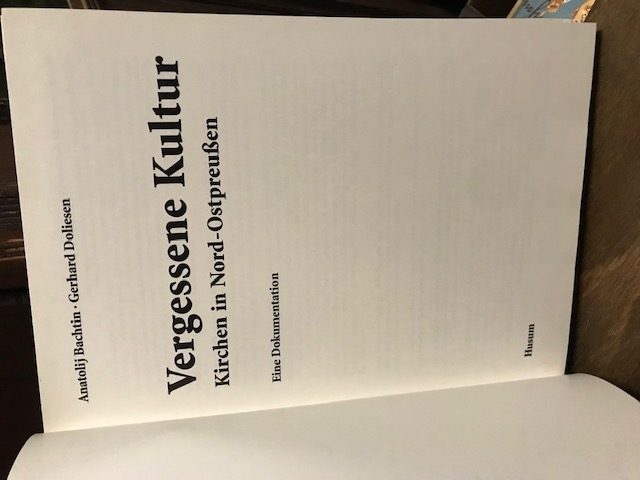 Anatolij Bachtin · Gerhard Doliesen
Vergessene Kultur
Kirchen in Nord-Ostpreußen
Eine Dokumentation
Husum